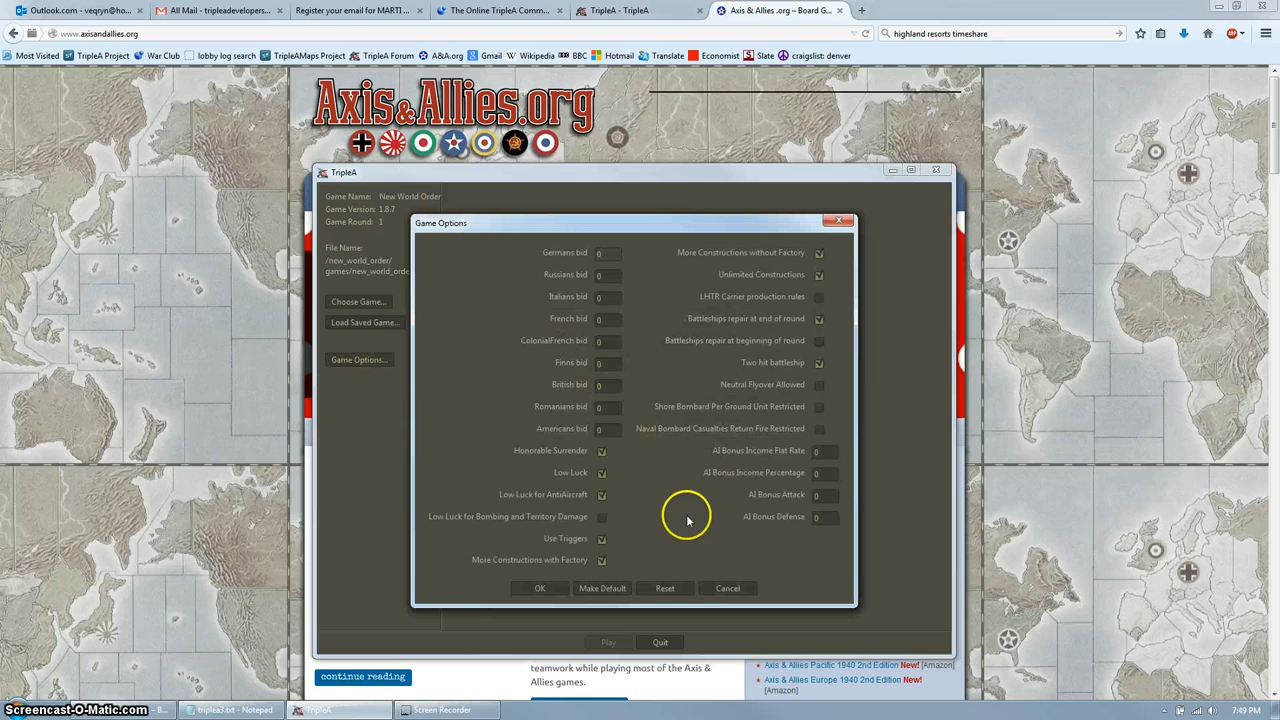 Outlook.com - veqryn@ho...
All Mail - tripleadevelopers...
Register your email for MARTI ...
The Online TripleA Comm...
TripleA - TripleA
Axis & Allies .org – Board G...
www.axisandallies.org
highland resorts timeshare
Most Visited
TripleA Project
War Club
lobby log search
TripleAMaps Project
TripleA Forum
A&A.org
Gmail
Wikipedia
BBC
Hotmail
Translate
Economist
Slate
craigslist: denver
Axis&Allies.org
TripleA
Game Name: New World Order
Game Version: 1.8.7
Game Round: 1
File Name:
/new_world_order/
games/new_world_orde
Choose Game...
Load Saved Game...
Game Options...
Game Options
Germans bid 0
Russians bid 0
Italians bid 0
French bid 0
ColonialFrench bid 0
Finns bid 0
British bid 0
Romanians bid 0
Americans bid 0
Honorable Surrender
Low Luck
Low Luck for AntiAircraft
Low Luck for Bombing and Territory Damage
Use Triggers
More Constructions with Factory
More Constructions without Factory
Unlimited Constructions
LHTR Carrier production rules
Battleships repair at end of round
Battleships repair at beginning of round
Two hit battleship
Neutral Flyover Allowed
Shore Bombard Per Ground Unit Restricted
Naval Bombard Casualties Return Fire Restricted
AI Bonus Income Flat Rate 0
AI Bonus Income Percentage 0
AI Bonus Attack 0
AI Bonus Defense 0
OK
Make Default
Reset
Cancel
Play
Quit
continue reading
teamwork while playing most of the Axis &
Allies games.
Axis & Allies Pacific 1940 2nd Edition New! [Amazon]
Axis & Allies Europe 1940 2nd Edition New!
[Amazon]
Screencast-O-Matic.com
- B...
triplea3.txt - Notepad
TripleA
Screen Recorder
7:49 PM